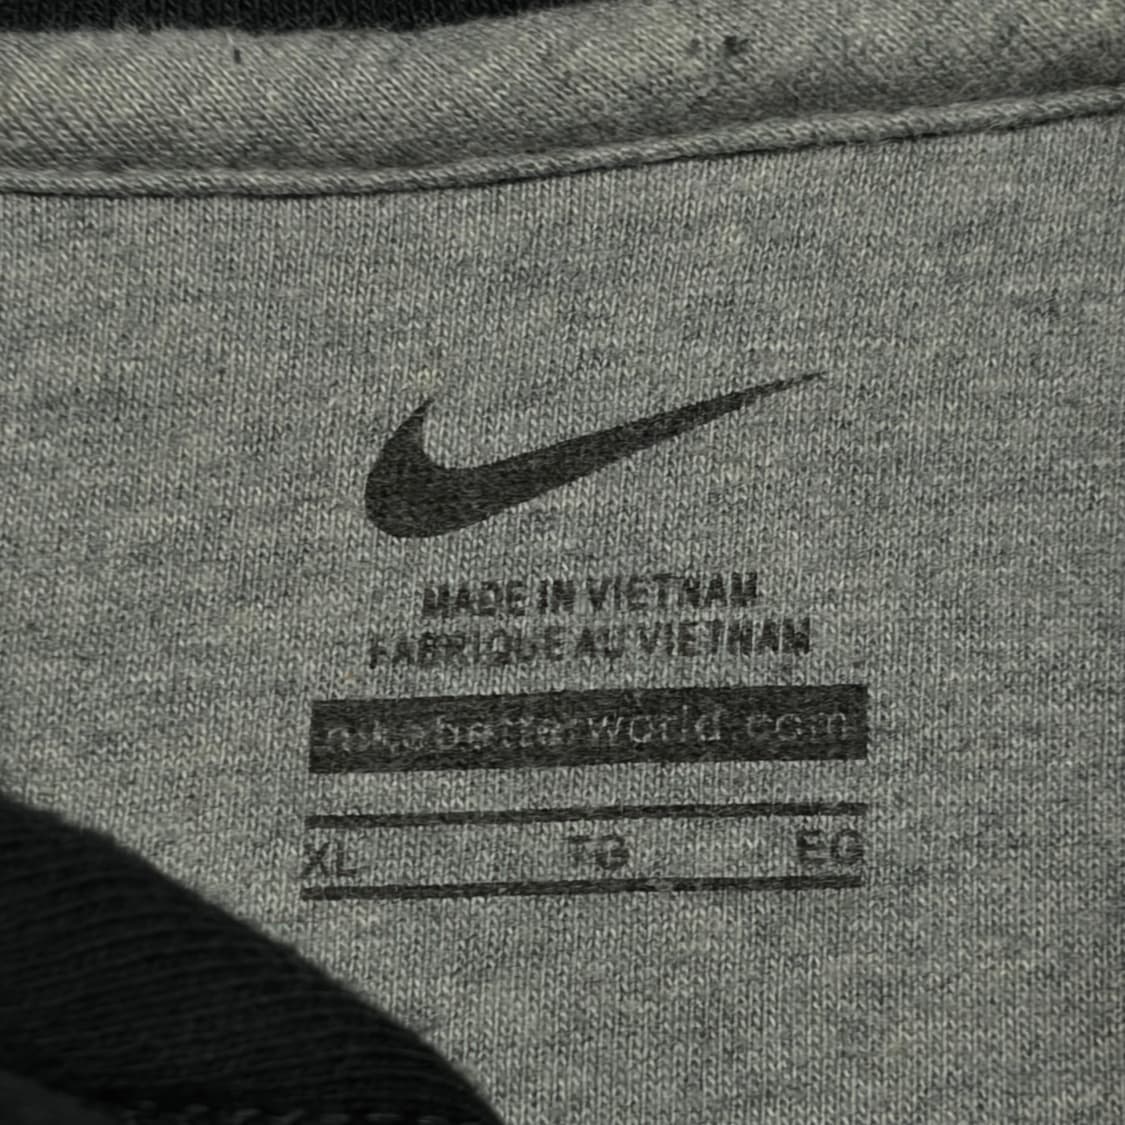 MADE IN VIETNAM
FABRIQUE AU VIETNAM
nikebetterworld.com
XL TG EG